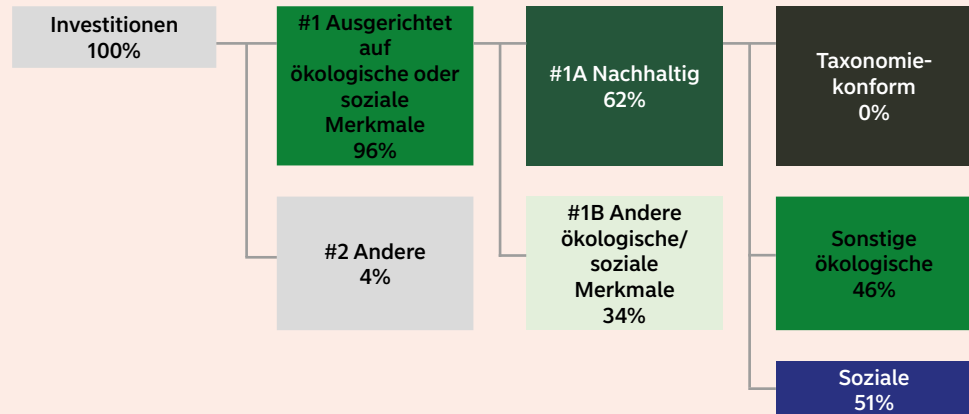 Investitionen
100%
#1 Ausgerichtet
auf
ökologische oder
soziale
Merkmale
96%
#2 Andere
4%
#1A Nachhaltig
62%
#1B Andere
ökologische/
soziale
Merkmale
34%
Taxonomie-
konform
0%
Sonstige
ökologische
46%
Soziale
51%